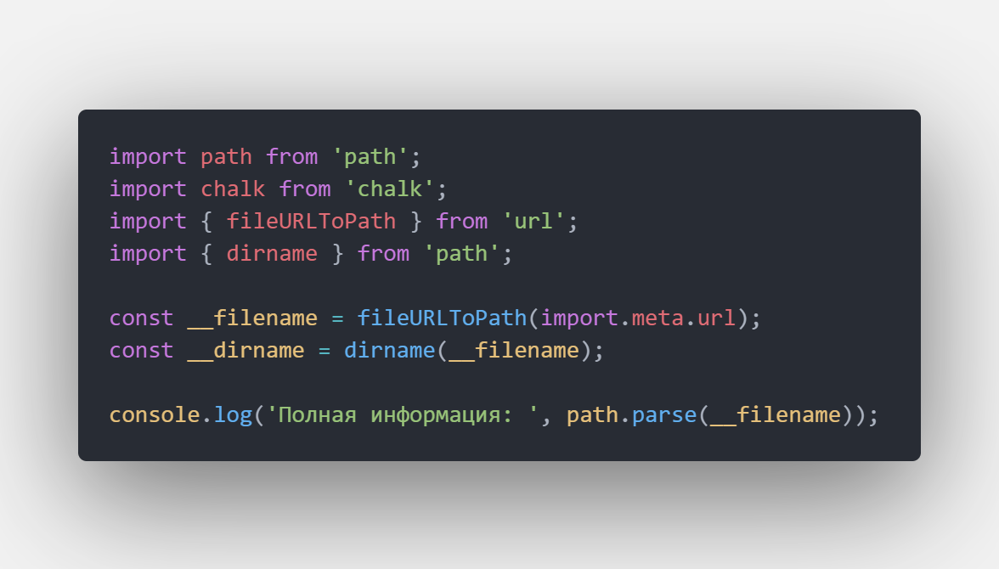 import path from 'path';
import chalk from 'chalk';
import { fileURLToPath } from 'url';
import { dirname } from 'path';
const __filename = fileURLToPath(import.meta.url);
const __dirname = dirname(__filename);
console.log('Полная информация: ', path.parse(__filename));